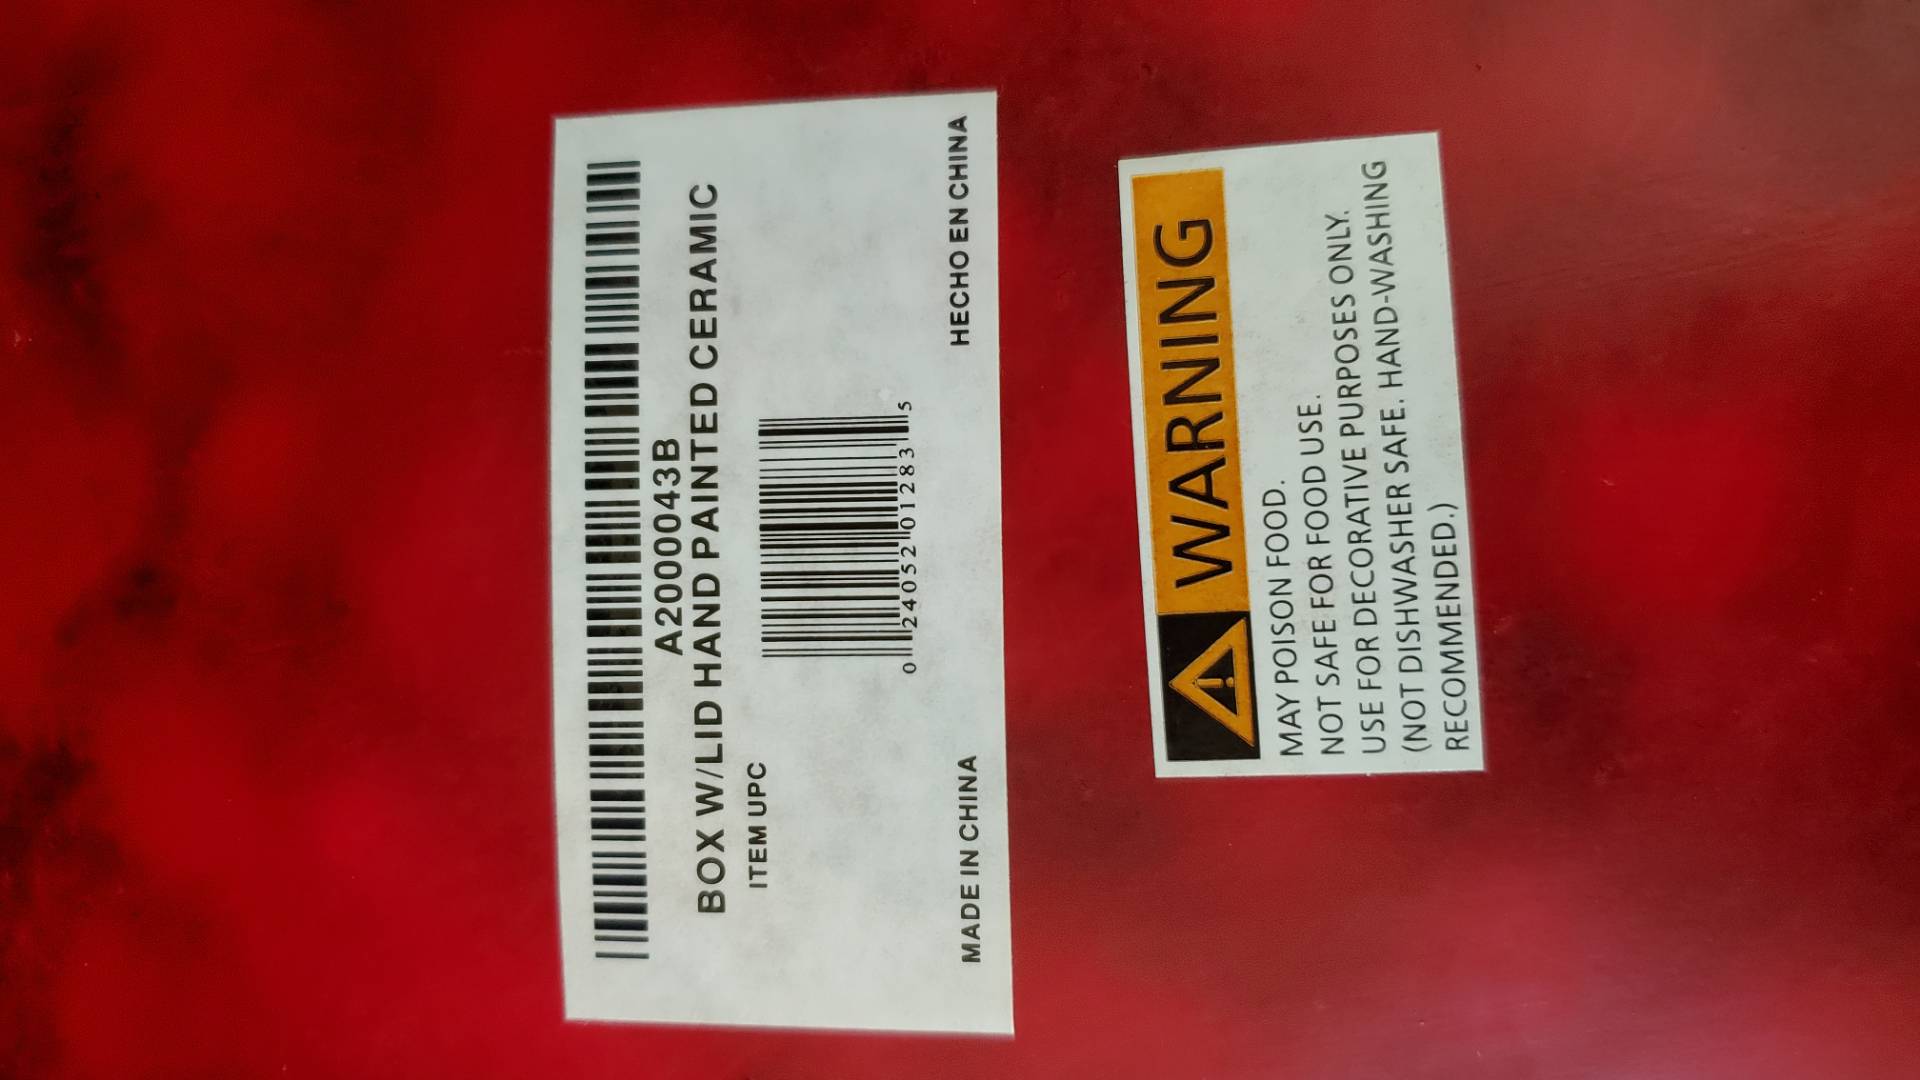 A2000043B
BOX W/LID HAND PAINTED CERAMIC
ITEM UPC
0 24052 01283 5
MADE IN CHINA
HECHO EN CHINA
WARNING
MAY POISON FOOD.
NOT SAFE FOR FOOD USE.
USE FOR DECORATIVE PURPOSES ONLY.
(NOT DISHWASHER SAFE. HAND-WASHING
RECOMMENDED.)